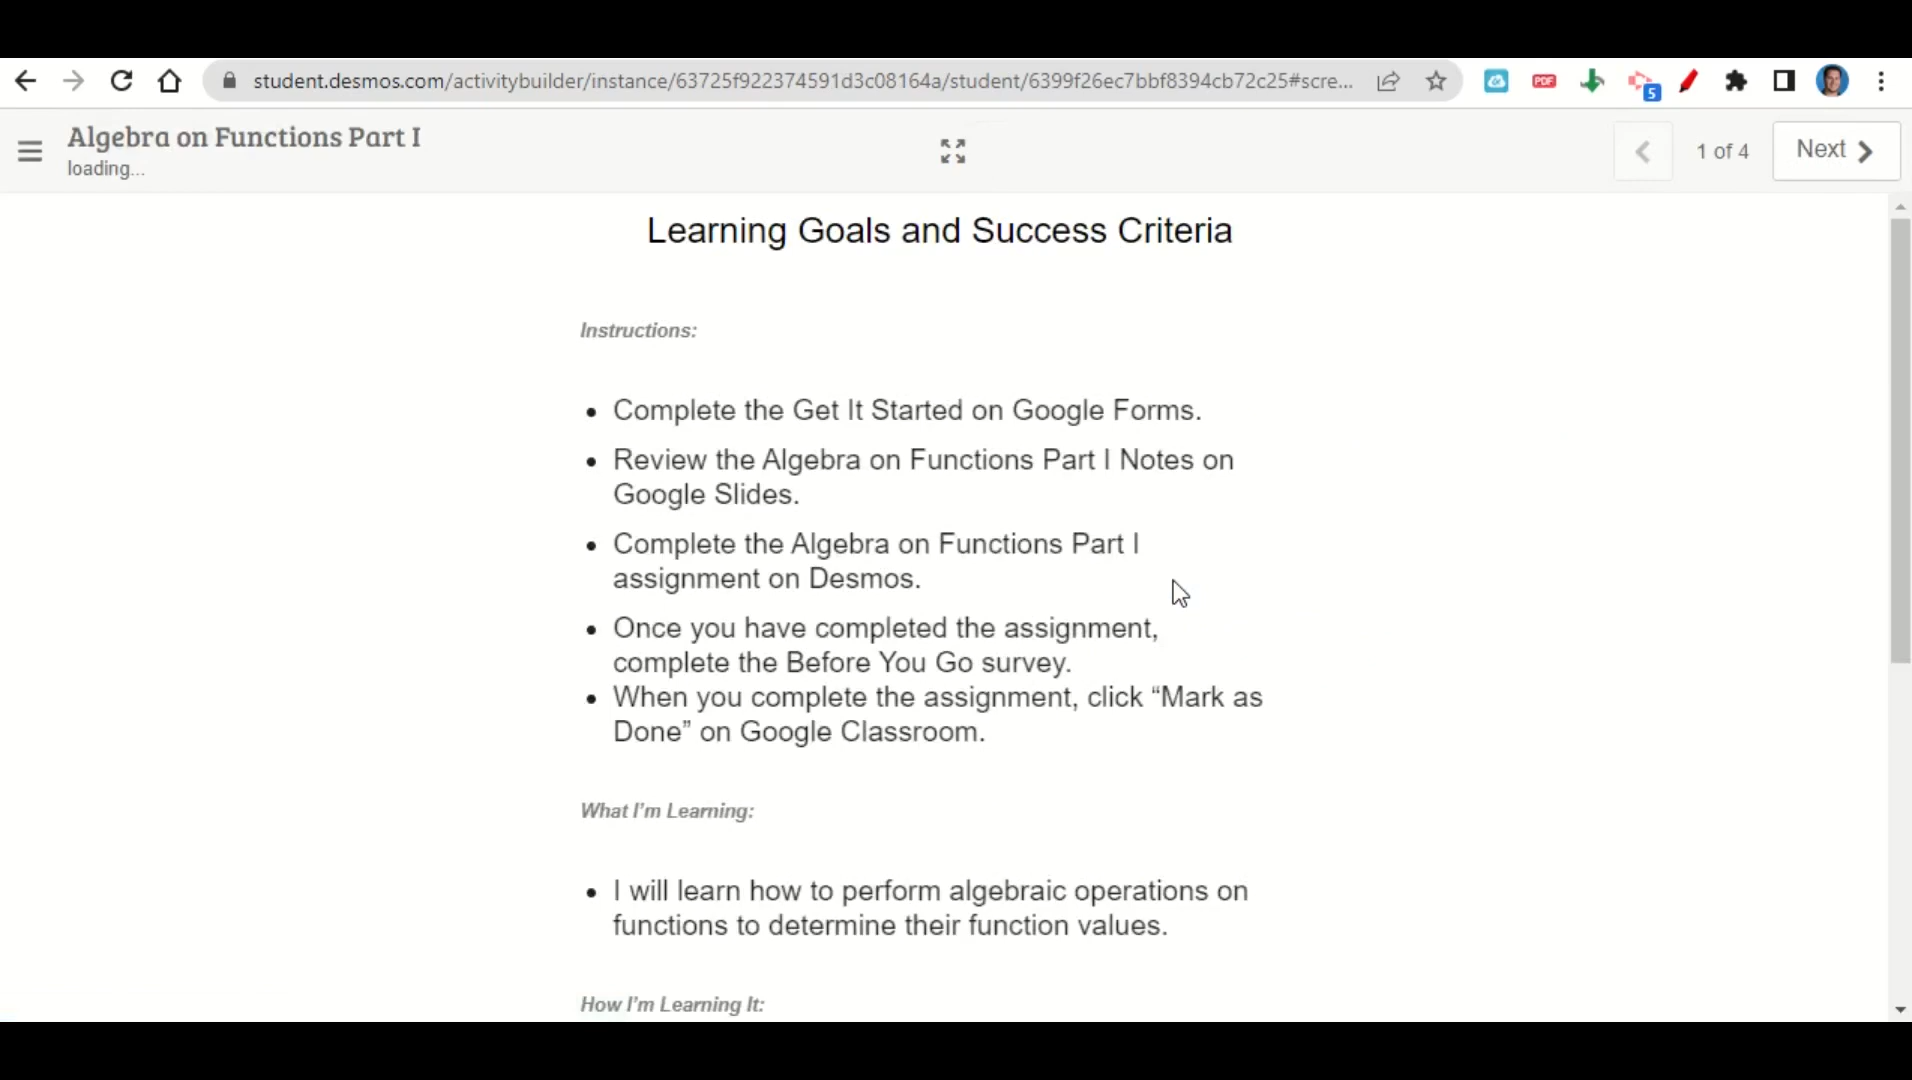 student.desmos.com/activitybuilder/instance/63725f922374591d3c08164a/student/6399f26ec7bbf8394cb72c25#scre...
PDF
5
Algebra on Functions Part I
loading...
1 of 4
Next
Learning Goals and Success Criteria
Instructions:
• Complete the Get It Started on Google Forms.
• Review the Algebra on Functions Part I Notes on
Google Slides.
• Complete the Algebra on Functions Part I
assignment on Desmos.
• Once you have completed the assignment,
complete the Before You Go survey.
• When you complete the assignment, click “Mark as
Done” on Google Classroom.
What I’m Learning:
• I will learn how to perform algebraic operations on
functions to determine their function values.
How I’m Learning It: